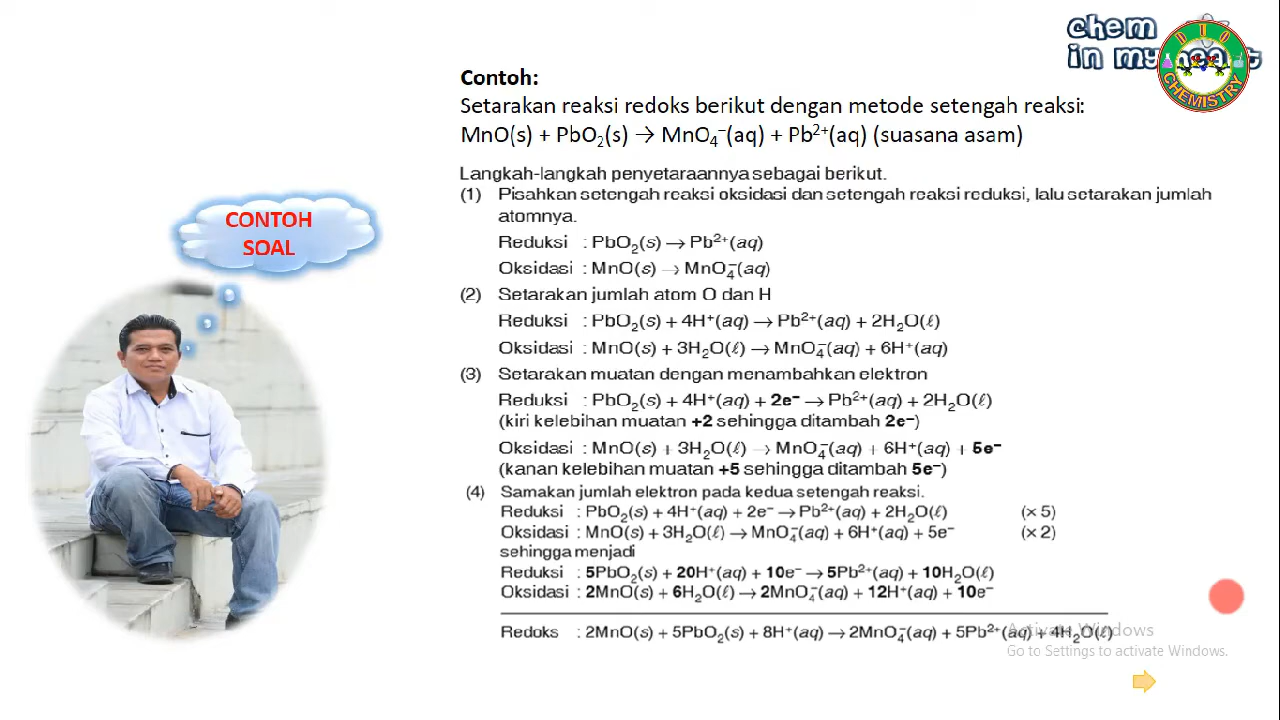 chem
in my
DUO
CHEMISTRY
Contoh:
Setarakan reaksi redoks berikut dengan metode setengah reaksi:
MnO(s) + PbO₂(s) → MnO₄⁻(aq) + Pb²⁺(aq) (suasana asam)
Langkah-langkah penyetaraannya sebagai berikut.
(1) Pisahkan setengah reaksi oksidasi dan setengah reaksi reduksi, lalu setarakan jumlah
atomnya.
Reduksi : PbO₂(s) → Pb²⁺(aq)
Oksidasi : MnO(s) → MnO₄⁻(aq)
(2) Setarakan jumlah atom O dan H
Reduksi : PbO₂(s) + 4H⁺(aq) → Pb²⁺(aq) + 2H₂O(ℓ)
Oksidasi : MnO(s) + 3H₂O(ℓ) → MnO₄⁻(aq) + 6H⁺(aq)
(3) Setarakan muatan dengan menambahkan elektron
Reduksi : PbO₂(s) + 4H⁺(aq) + 2e⁻ → Pb²⁺(aq) + 2H₂O(ℓ)
(kiri kelebihan muatan +2 sehingga ditambah 2e⁻)
Oksidasi : MnO(s) + 3H₂O(ℓ) → MnO₄⁻(aq) + 6H⁺(aq) + 5e⁻
(kanan kelebihan muatan +5 sehingga ditambah 5e⁻)
(4) Samakan jumlah elektron pada kedua setengah reaksi.
Reduksi : PbO₂(s) + 4H⁺(aq) + 2e⁻ → Pb²⁺(aq) + 2H₂O(ℓ) (× 5)
Oksidasi : MnO(s) + 3H₂O(ℓ) → MnO₄⁻(aq) + 6H⁺(aq) + 5e⁻ (× 2)
sehingga menjadi
Reduksi : 5PbO₂(s) + 20H⁺(aq) + 10e⁻ → 5Pb²⁺(aq) + 10H₂O(ℓ)
Oksidasi : 2MnO(s) + 6H₂O(ℓ) → 2MnO₄⁻(aq) + 12H⁺(aq) + 10e⁻
Redoks : 2MnO(s) + 5PbO₂(s) + 8H⁺(aq) → 2MnO₄⁻(aq) + 5Pb²⁺(aq) + 4H₂O(ℓ)
CONTOH
SOAL
Activate Windows
Go to Settings to activate Windows.